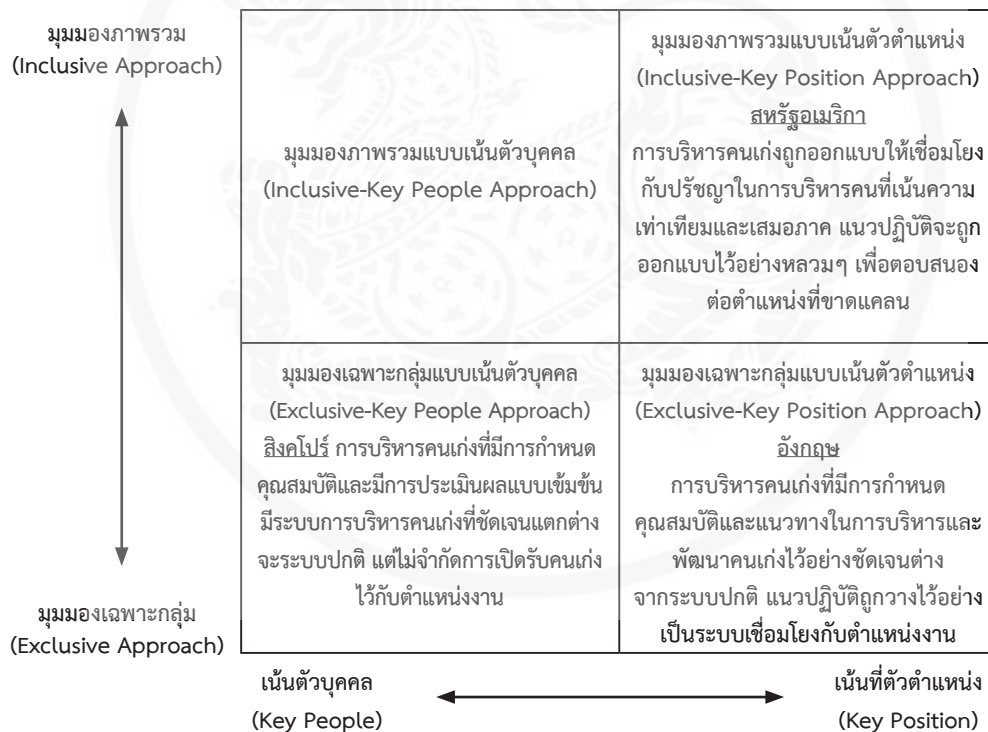 มุมมองภาพรวม
(Inclusive Approach)
มุมมองภาพรวมแบบเน้นตัวบุคคล
(Inclusive-Key People Approach)
มุมมองภาพรวมแบบเน้นตัวตำแหน่ง
(Inclusive-Key Position Approach)
สหรัฐอเมริกา
การบริหารคนเก่งถูกออกแบบให้เชื่อมโยง
กับปรัชญาในการบริหารคนที่เน้นความ
เท่าเทียมและเสมอภาค แนวปฏิบัติจะถูก
ออกแบบไว้อย่างหลวมๆ เพื่อตอบสนอง
ต่อตำแหน่งที่ขาดแคลน
มุมมองเฉพาะกลุ่มแบบเน้นตัวบุคคล
(Exclusive-Key People Approach)
สิงคโปร์ การบริหารคนเก่งที่มีการกำหนด
คุณสมบัติและมีการประเมินผลแบบเข้มข้น
มีระบบการบริหารคนเก่งที่ชัดเจนแตกต่าง
จะระบบปกติ แต่ไม่จำกัดการเปิดรับคนเก่ง
ไว้กับตำแหน่งงาน
มุมมองเฉพาะกลุ่มแบบเน้นตัวตำแหน่ง
(Exclusive-Key Position Approach)
อังกฤษ
การบริหารคนเก่งที่มีการกำหนด
คุณสมบัติและแนวทางในการบริหารและ
พัฒนาคนเก่งไว้อย่างชัดเจนต่าง
จากระบบปกติ แนวปฏิบัติถูกวางไว้อย่าง
เป็นระบบเชื่อมโยงกับตำแหน่งงาน
มุมมองเฉพาะกลุ่ม
(Exclusive Approach)
เน้นตัวบุคคล
(Key People)
เน้นที่ตัวตำแหน่ง
(Key Position)